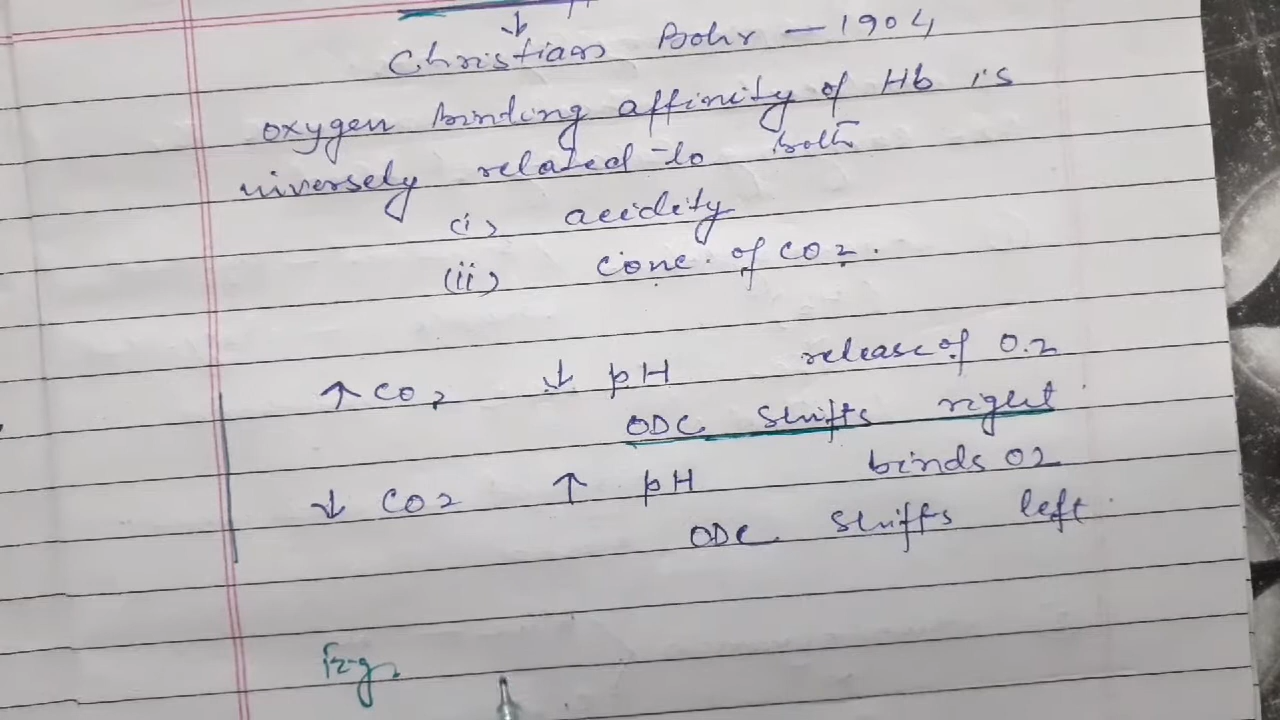 ↓
Christian Bohr – 1904
oxygen binding affinity of Hb is
inversely related to both
(i) acidity
(ii) conc. of CO2.
↑ CO2 ↓ pH release of O2
ODC shifts right
↓ CO2 ↑ pH binds O2
ODC shifts left.
E.g.